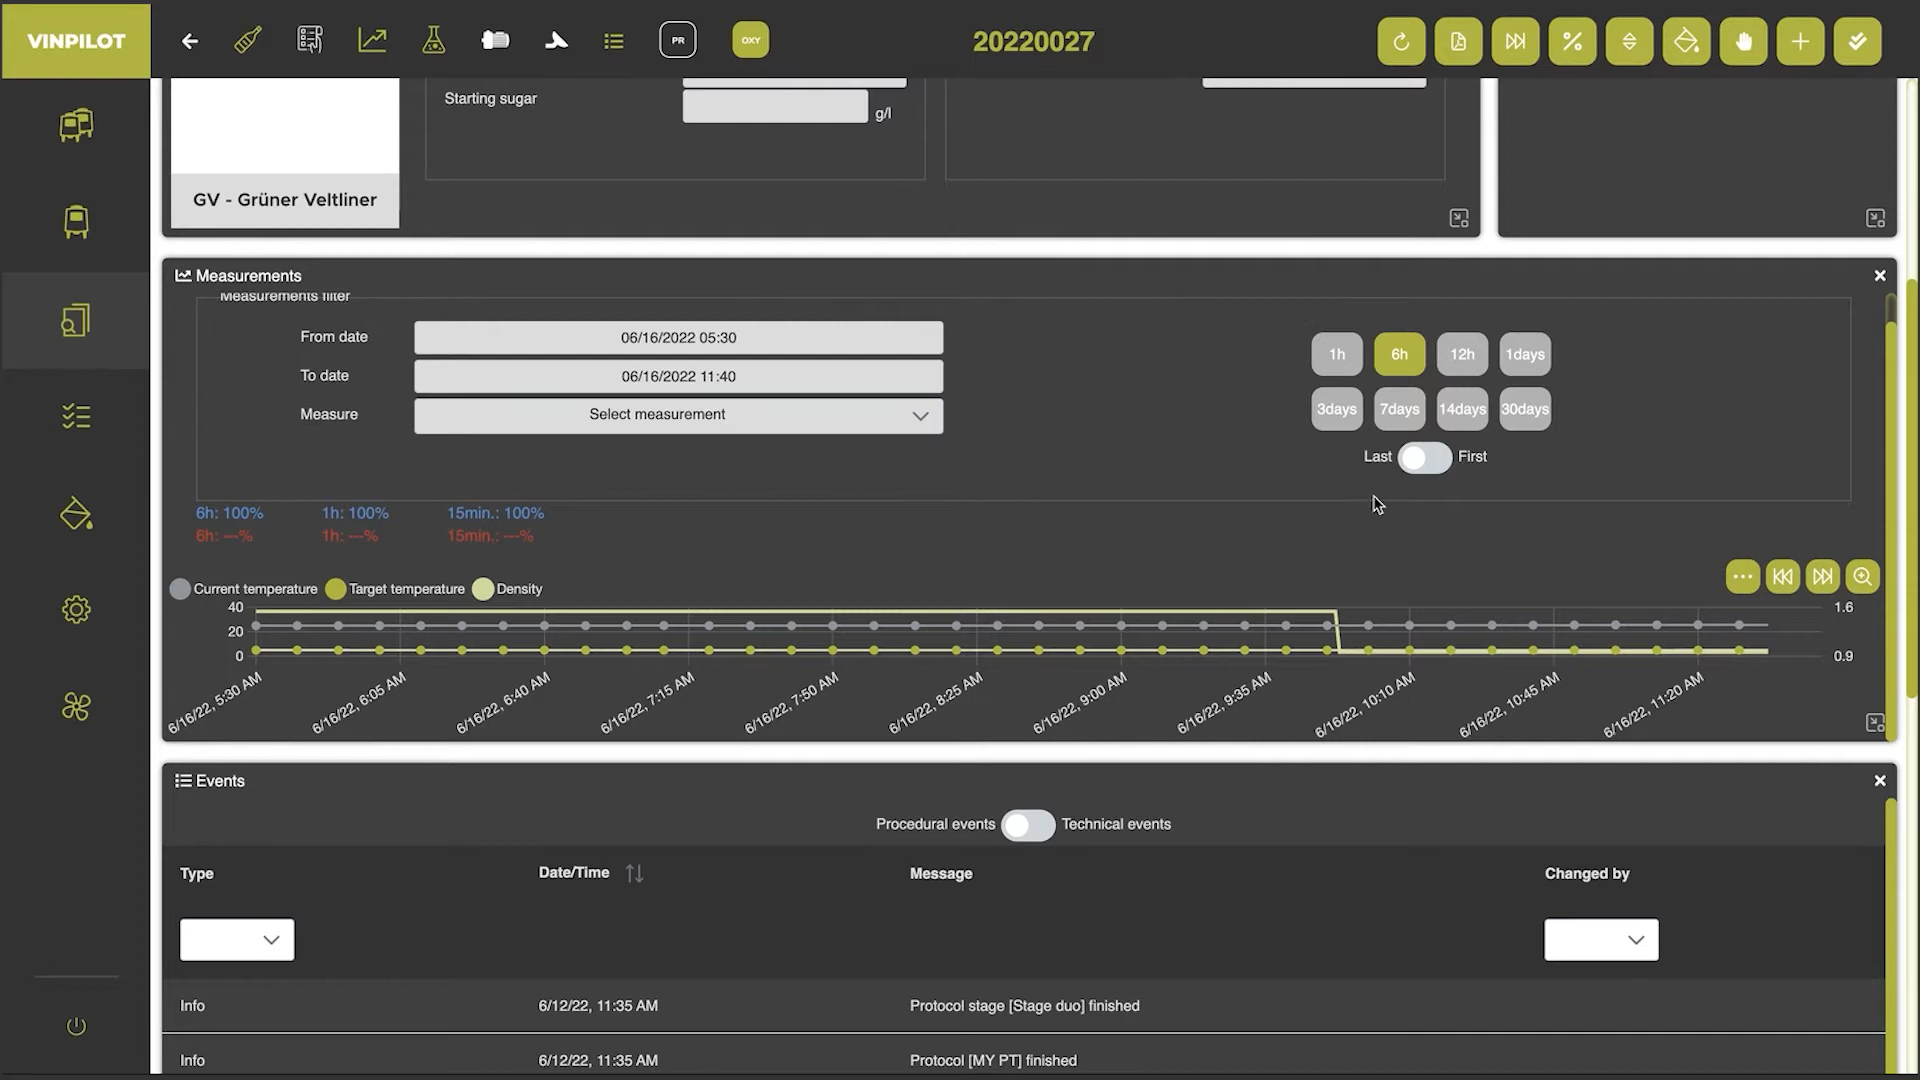 VINPILOT
PR
OXY
20220027
Starting sugar
g/l
GV - Grüner Veltliner
Measurements
Measurements filter
From date
06/16/2022 05:30
To date
06/16/2022 11:40
Measure
Select measurement
1h
6h
12h
1days
3days
7days
14days
30days
Last
First
6h: 100%
1h: 100%
15min.: 100%
6h: ---%
1h: ---%
15min.: ---%
Current temperature
Target temperature
Density
40
20
0
1.6
0.9
6/16/22, 5:30 AM
6/16/22, 6:05 AM
6/16/22, 6:40 AM
6/16/22, 7:15 AM
6/16/22, 7:50 AM
6/16/22, 8:25 AM
6/16/22, 9:00 AM
6/16/22, 9:35 AM
6/16/22, 10:10 AM
6/16/22, 10:45 AM
6/16/22, 11:20 AM
Events
Procedural events
Technical events
Type
Date/Time
Message
Changed by
Info
6/12/22, 11:35 AM
Protocol stage [Stage duo] finished
Info
6/12/22, 11:35 AM
Protocol [MY PT] finished